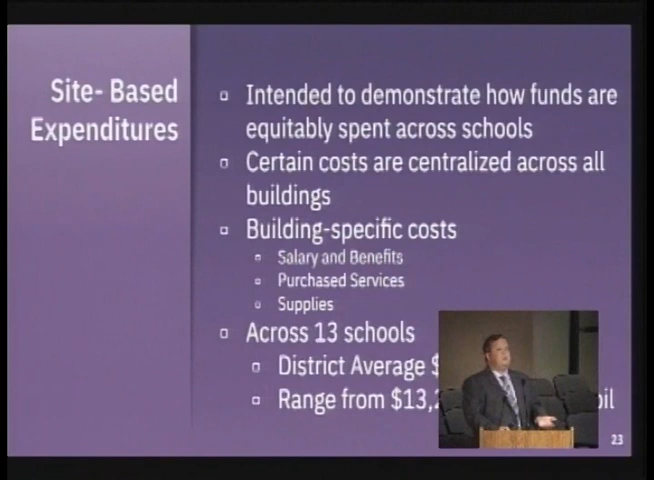 Site- Based
Expenditures
Intended to demonstrate how funds are
equitably spent across schools
Certain costs are centralized across all
buildings
Building-specific costs
Salary and Benefits
Purchased Services
Supplies
Across 13 schools
District Average $
Range from $13,2
23